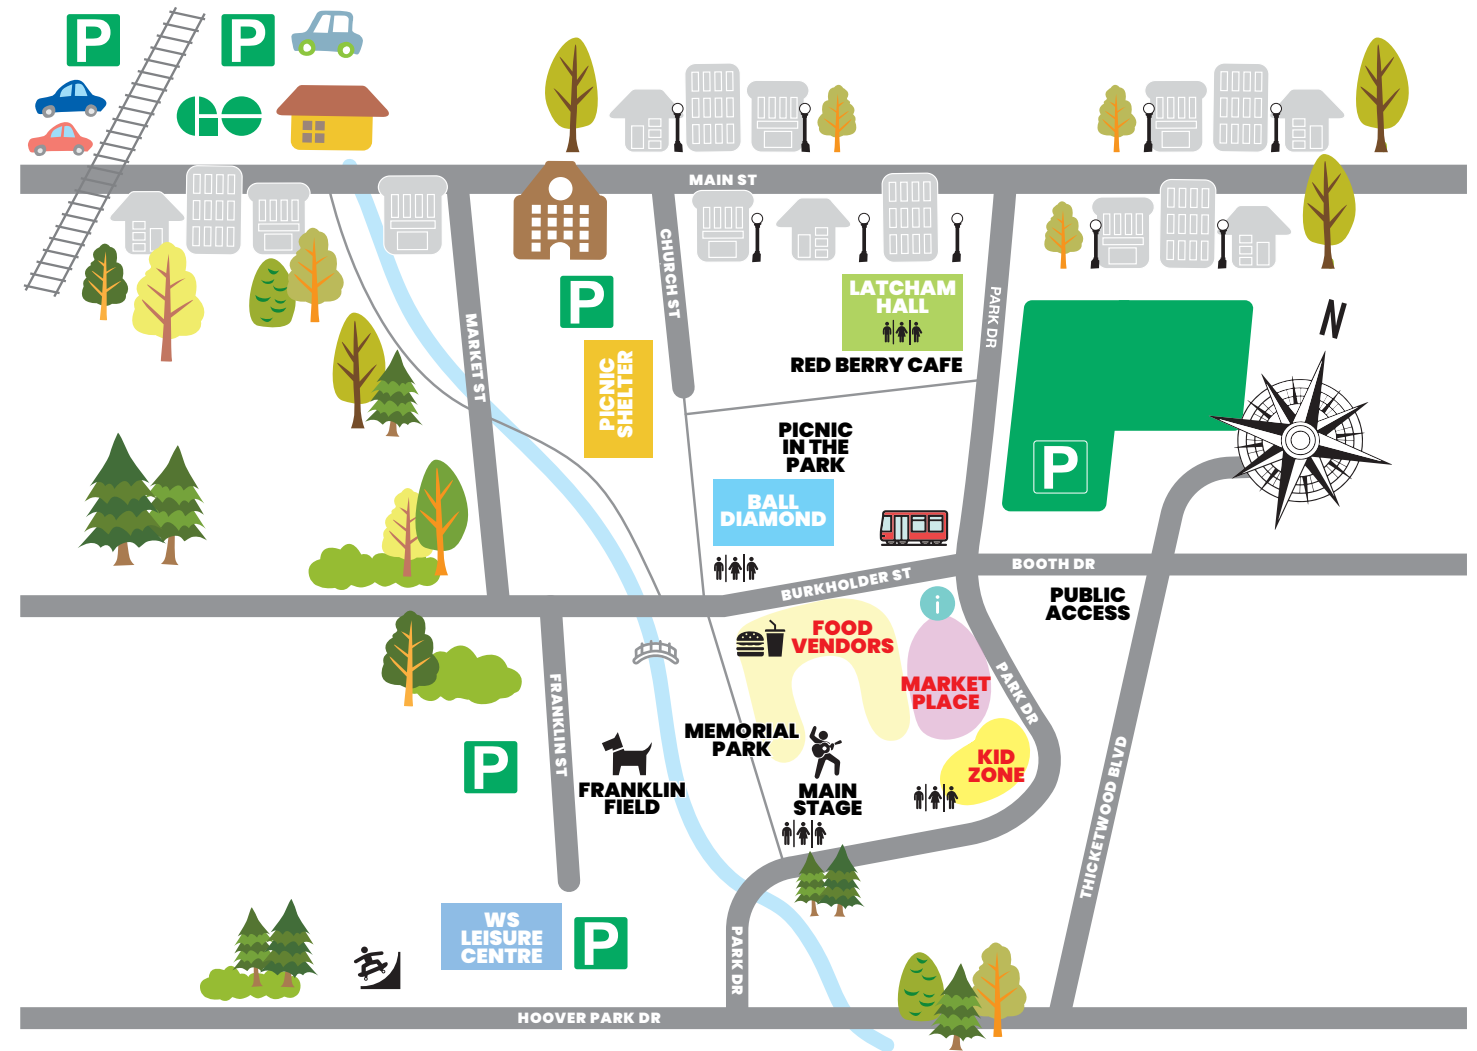 P
P
MAIN ST
CHURCH ST
LATCHAM
HALL
P
PARK DR
N
MARKET ST
PICNIC
SHELTER
RED BERRY CAFE
PICNIC
IN THE
PARK
P
BALL
DIAMOND
BURKHOLDER ST
BOOTH DR
PUBLIC
ACCESS
i
FOOD
VENDORS
MARKET
PLACE
PARK DR
FRANKLIN ST
MEMORIAL
PARK
P
KID
ZONE
FRANKLIN
FIELD
MAIN
STAGE
THICKETWOOD BLVD
WS
LEISURE
CENTRE
P
PARK DR
HOOVER PARK DR